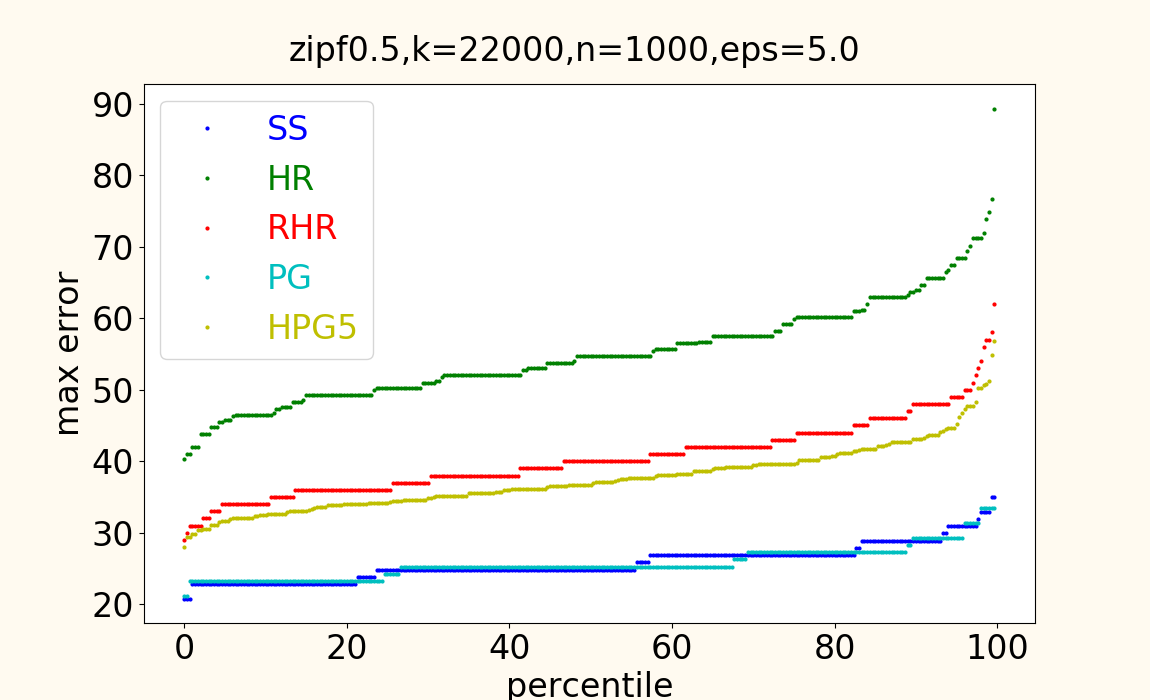 zipf0.5,k=22000,n=1000,eps=5.0
90
80
70
60
50
40
30
20
max error
SS
HR
RHR
PG
HPG5
0 20 40 60 80 100
percentile